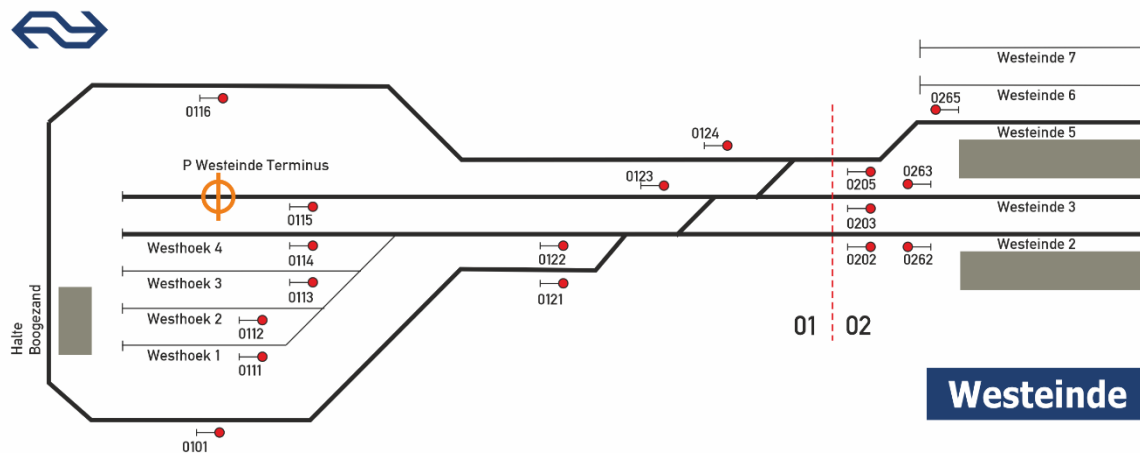 Westeinde 7
0265
Westeinde 6
0116
0124
Westeinde 5
P Westeinde Terminus
0123
0205
0263
0115
0203
Westeinde 3
Westhoek 4
0114
0122
0202
0262
Westeinde 2
Westhoek 3
0113
0121
Halte
Boogezand
Westhoek 2
0112
01
02
Westhoek 1
0111
Westeinde
0101